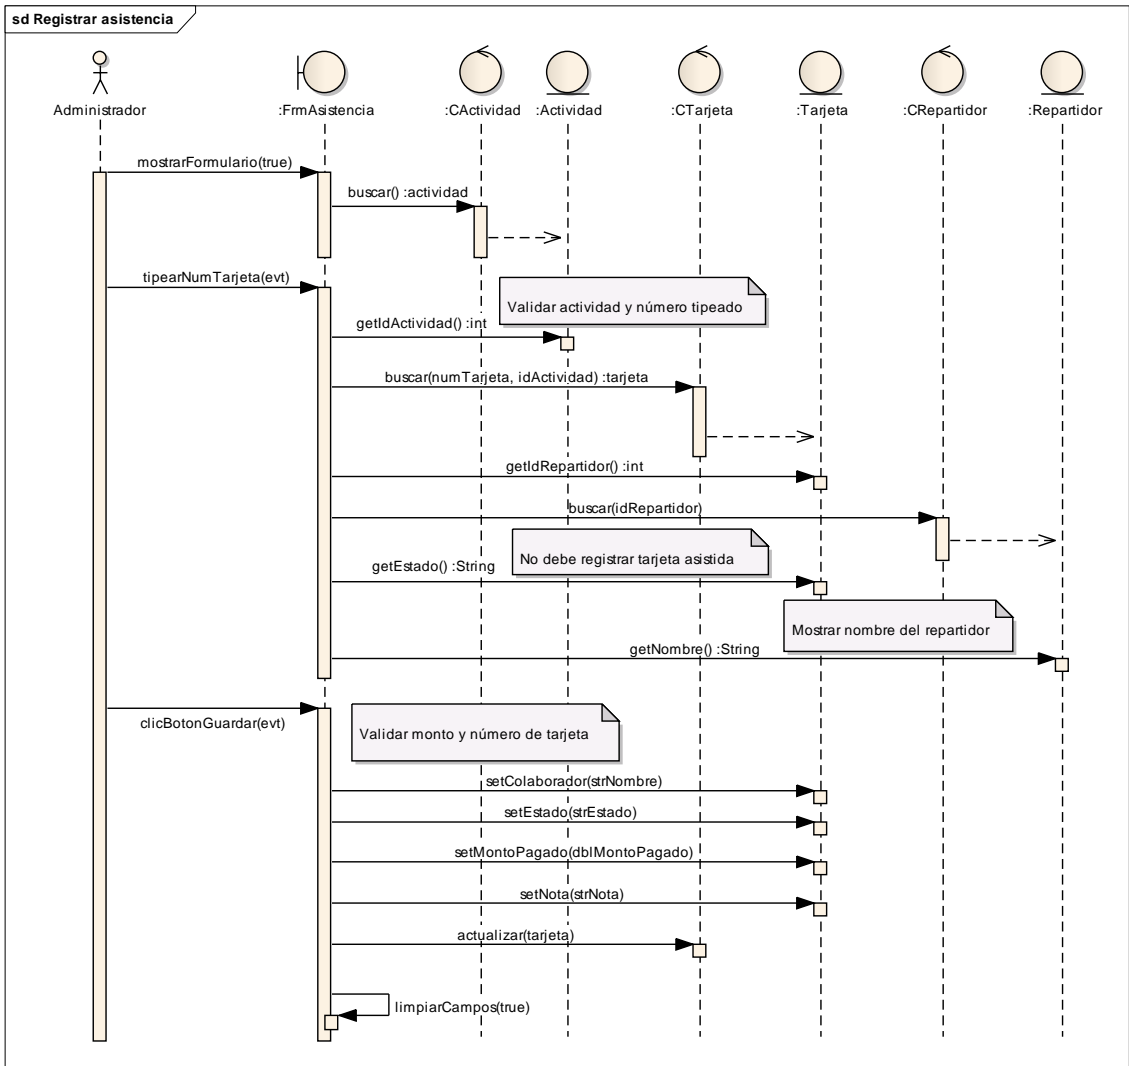 sd Registrar asistencia
Administrador
:FrmAsistencia
:CActividad
:Actividad
:CTarjeta
:Tarjeta
:CRepartidor
:Repartidor
mostrarFormulario(true)
buscar() :actividad
tipearNumTarjeta(evt)
Validar actividad y número tipeado
getIdActividad() :int
buscar(numTarjeta, idActividad) :tarjeta
getIdRepartidor() :int
buscar(idRepartidor)
No debe registrar tarjeta asistida
getEstado() :String
Mostrar nombre del repartidor
getNombre() :String
clicBotonGuardar(evt)
Validar monto y número de tarjeta
setColaborador(strNombre)
setEstado(strEstado)
setMontoPagado(dblMontoPagado)
setNota(strNota)
actualizar(tarjeta)
limpiarCampos(true)